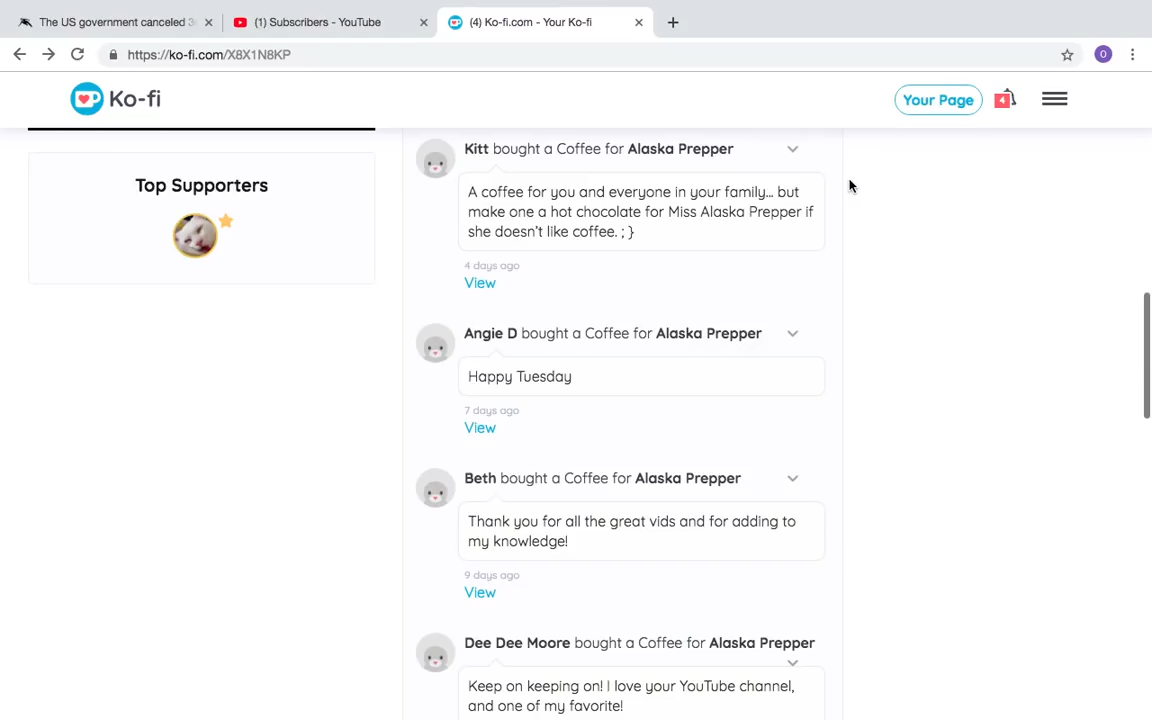 The US government canceled 3
(1) Subscribers - YouTube
(4) Ko-fi.com - Your Ko-fi
https://ko-fi.com/X8X1N8KP
O
Ko-fi
Your Page
4
Top Supporters
Kitt bought a Coffee for Alaska Prepper
A coffee for you and everyone in your family... but
make one a hot chocolate for Miss Alaska Prepper if
she doesn't like coffee. ; }
4 days ago
View
Angie D bought a Coffee for Alaska Prepper
Happy Tuesday
7 days ago
View
Beth bought a Coffee for Alaska Prepper
Thank you for all the great vids and for adding to
my knowledge!
9 days ago
View
Dee Dee Moore bought a Coffee for Alaska Prepper
Keep on keeping on! I love your YouTube channel,
and one of my favorite!